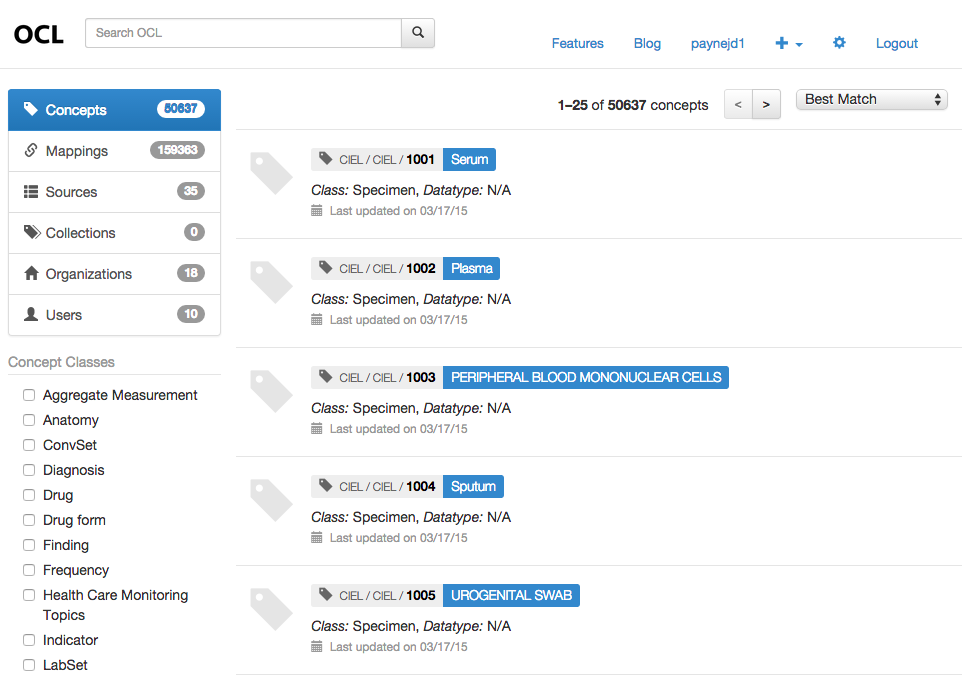 OCL
Search OCL
Features Blog paynejd1 Logout
Concepts 50637
Mappings 159363
Sources 35
Collections 0
Organizations 18
Users 10
Concept Classes
Aggregate Measurement
Anatomy
ConvSet
Diagnosis
Drug
Drug form
Finding
Frequency
Health Care Monitoring
Topics
Indicator
LabSet
1–25 of 50637 concepts < > Best Match
CIEL / CIEL / 1001 Serum
Class: Specimen, Datatype: N/A
Last updated on 03/17/15
CIEL / CIEL / 1002 Plasma
Class: Specimen, Datatype: N/A
Last updated on 03/17/15
CIEL / CIEL / 1003 PERIPHERAL BLOOD MONONUCLEAR CELLS
Class: Specimen, Datatype: N/A
Last updated on 03/17/15
CIEL / CIEL / 1004 Sputum
Class: Specimen, Datatype: N/A
Last updated on 03/17/15
CIEL / CIEL / 1005 UROGENITAL SWAB
Class: Specimen, Datatype: N/A
Last updated on 03/17/15